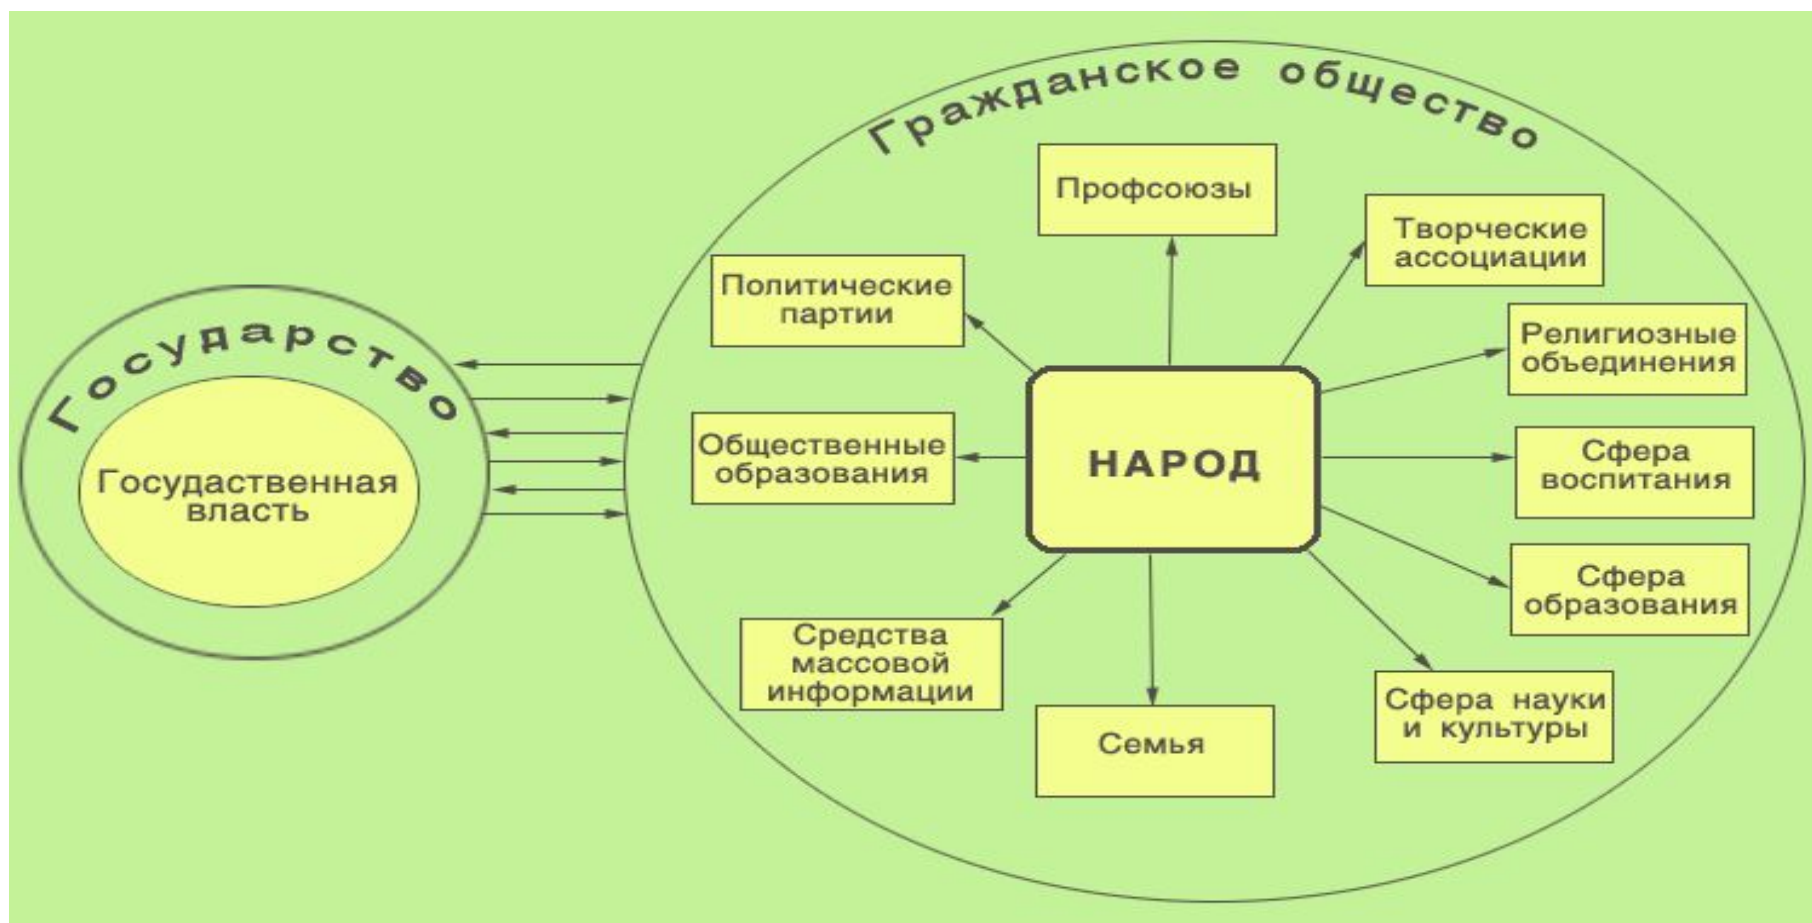 Гражданское общество
Профсоюзы
Творческие
ассоциации
Политические
партии
Религиозные
объединения
Государство
Государственная
власть
Общественные
образования
НАРОД
Сфера
воспитания
Сфера
образования
Средства
массовой
информации
Семья
Сфера науки
и культуры